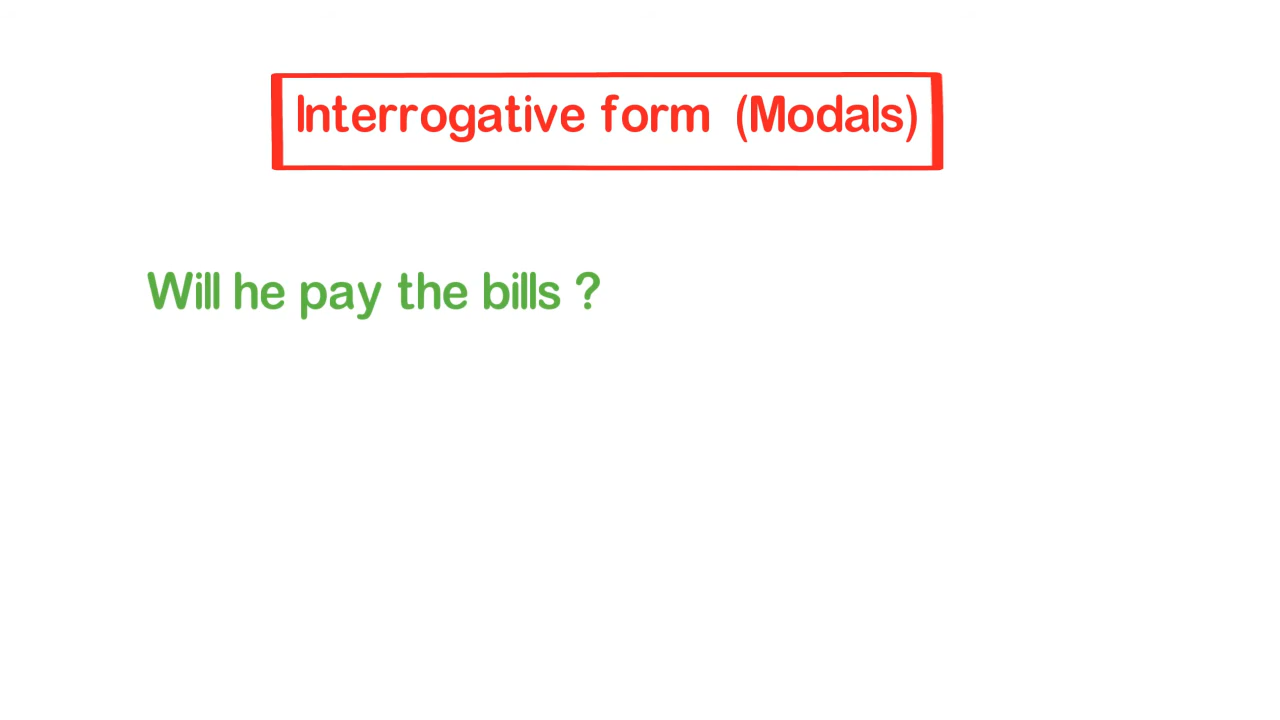 Interrogative form (Modals)
Will he pay the bills ?